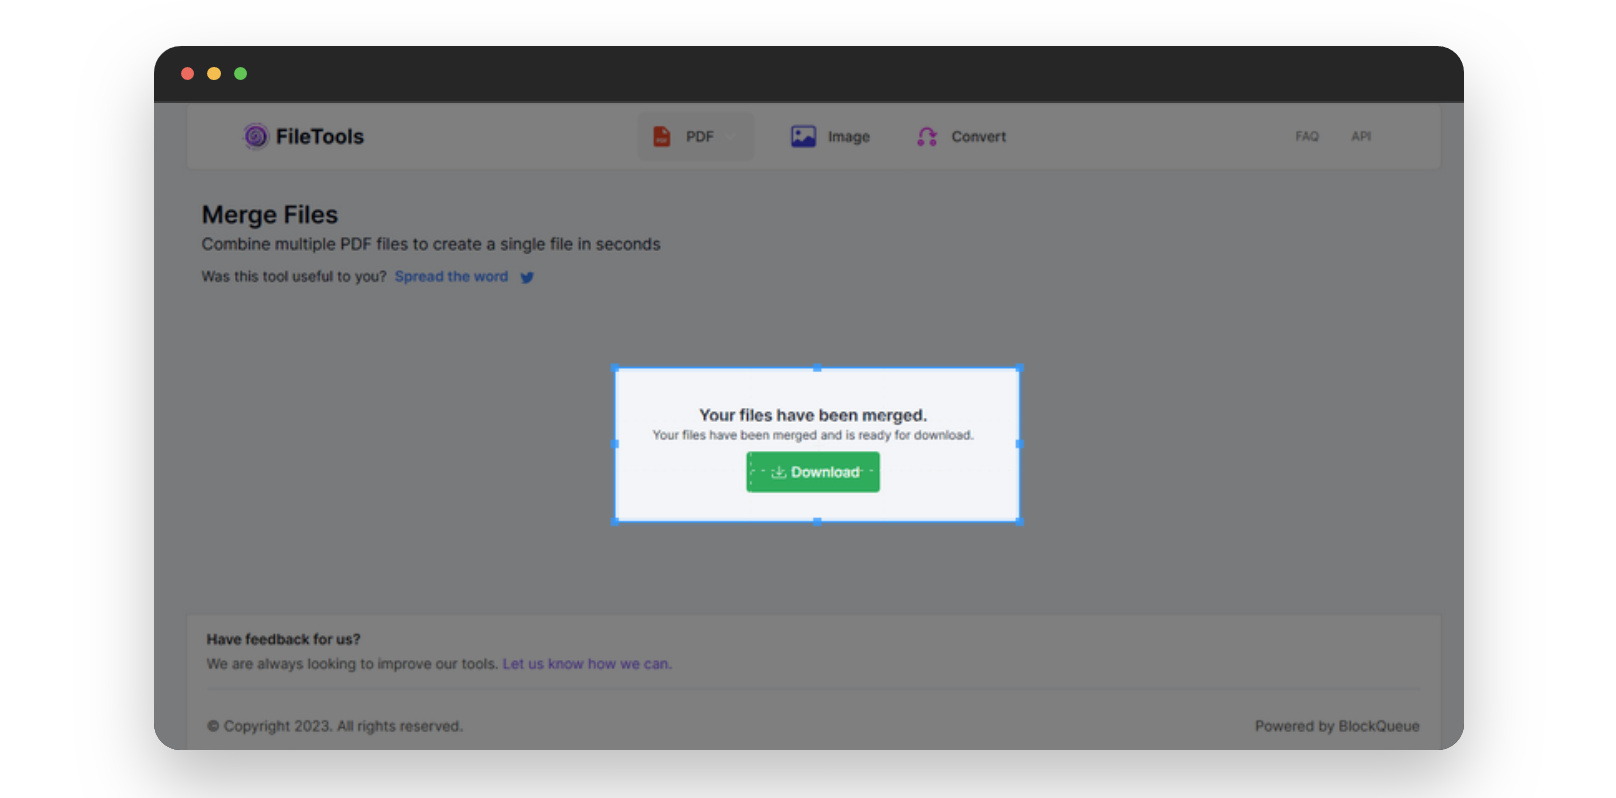 FileTools
PDF
Image
Convert
FAQ
API
Merge Files
Combine multiple PDF files to create a single file in seconds
Was this tool useful to you? Spread the word
Your files have been merged.
Your files have been merged and is ready for download.
Download
Have feedback for us?
We are always looking to improve our tools. Let us know how we can.
© Copyright 2023. All rights reserved.
Powered by BlockQueue